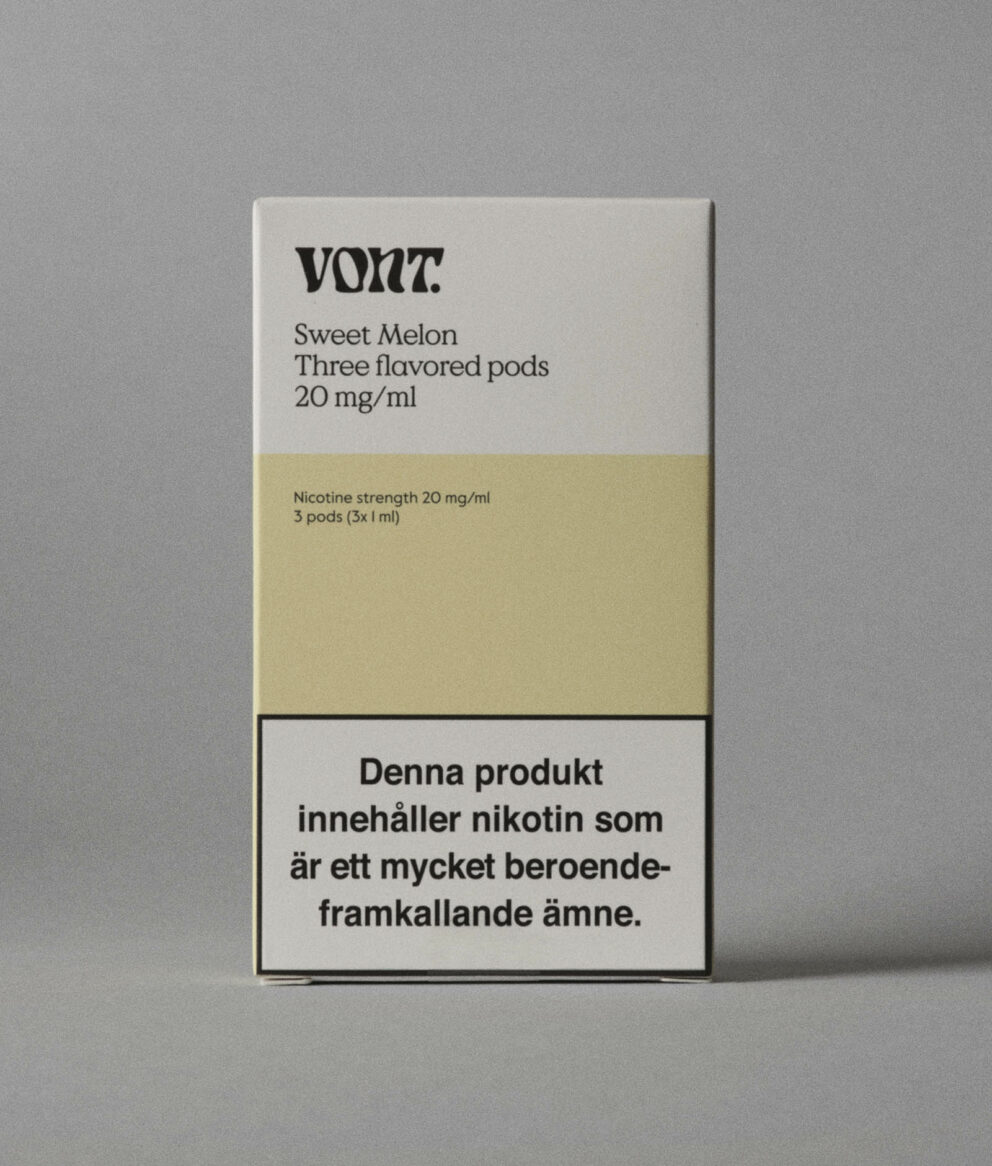 VONT.
Sweet Melon
Three flavored pods
20 mg/ml
Nicotine strength 20 mg/ml
3 pods (3x 1 ml)
Denna produkt
innehåller nikotin som
är ett mycket beroende-
framkallande ämne.